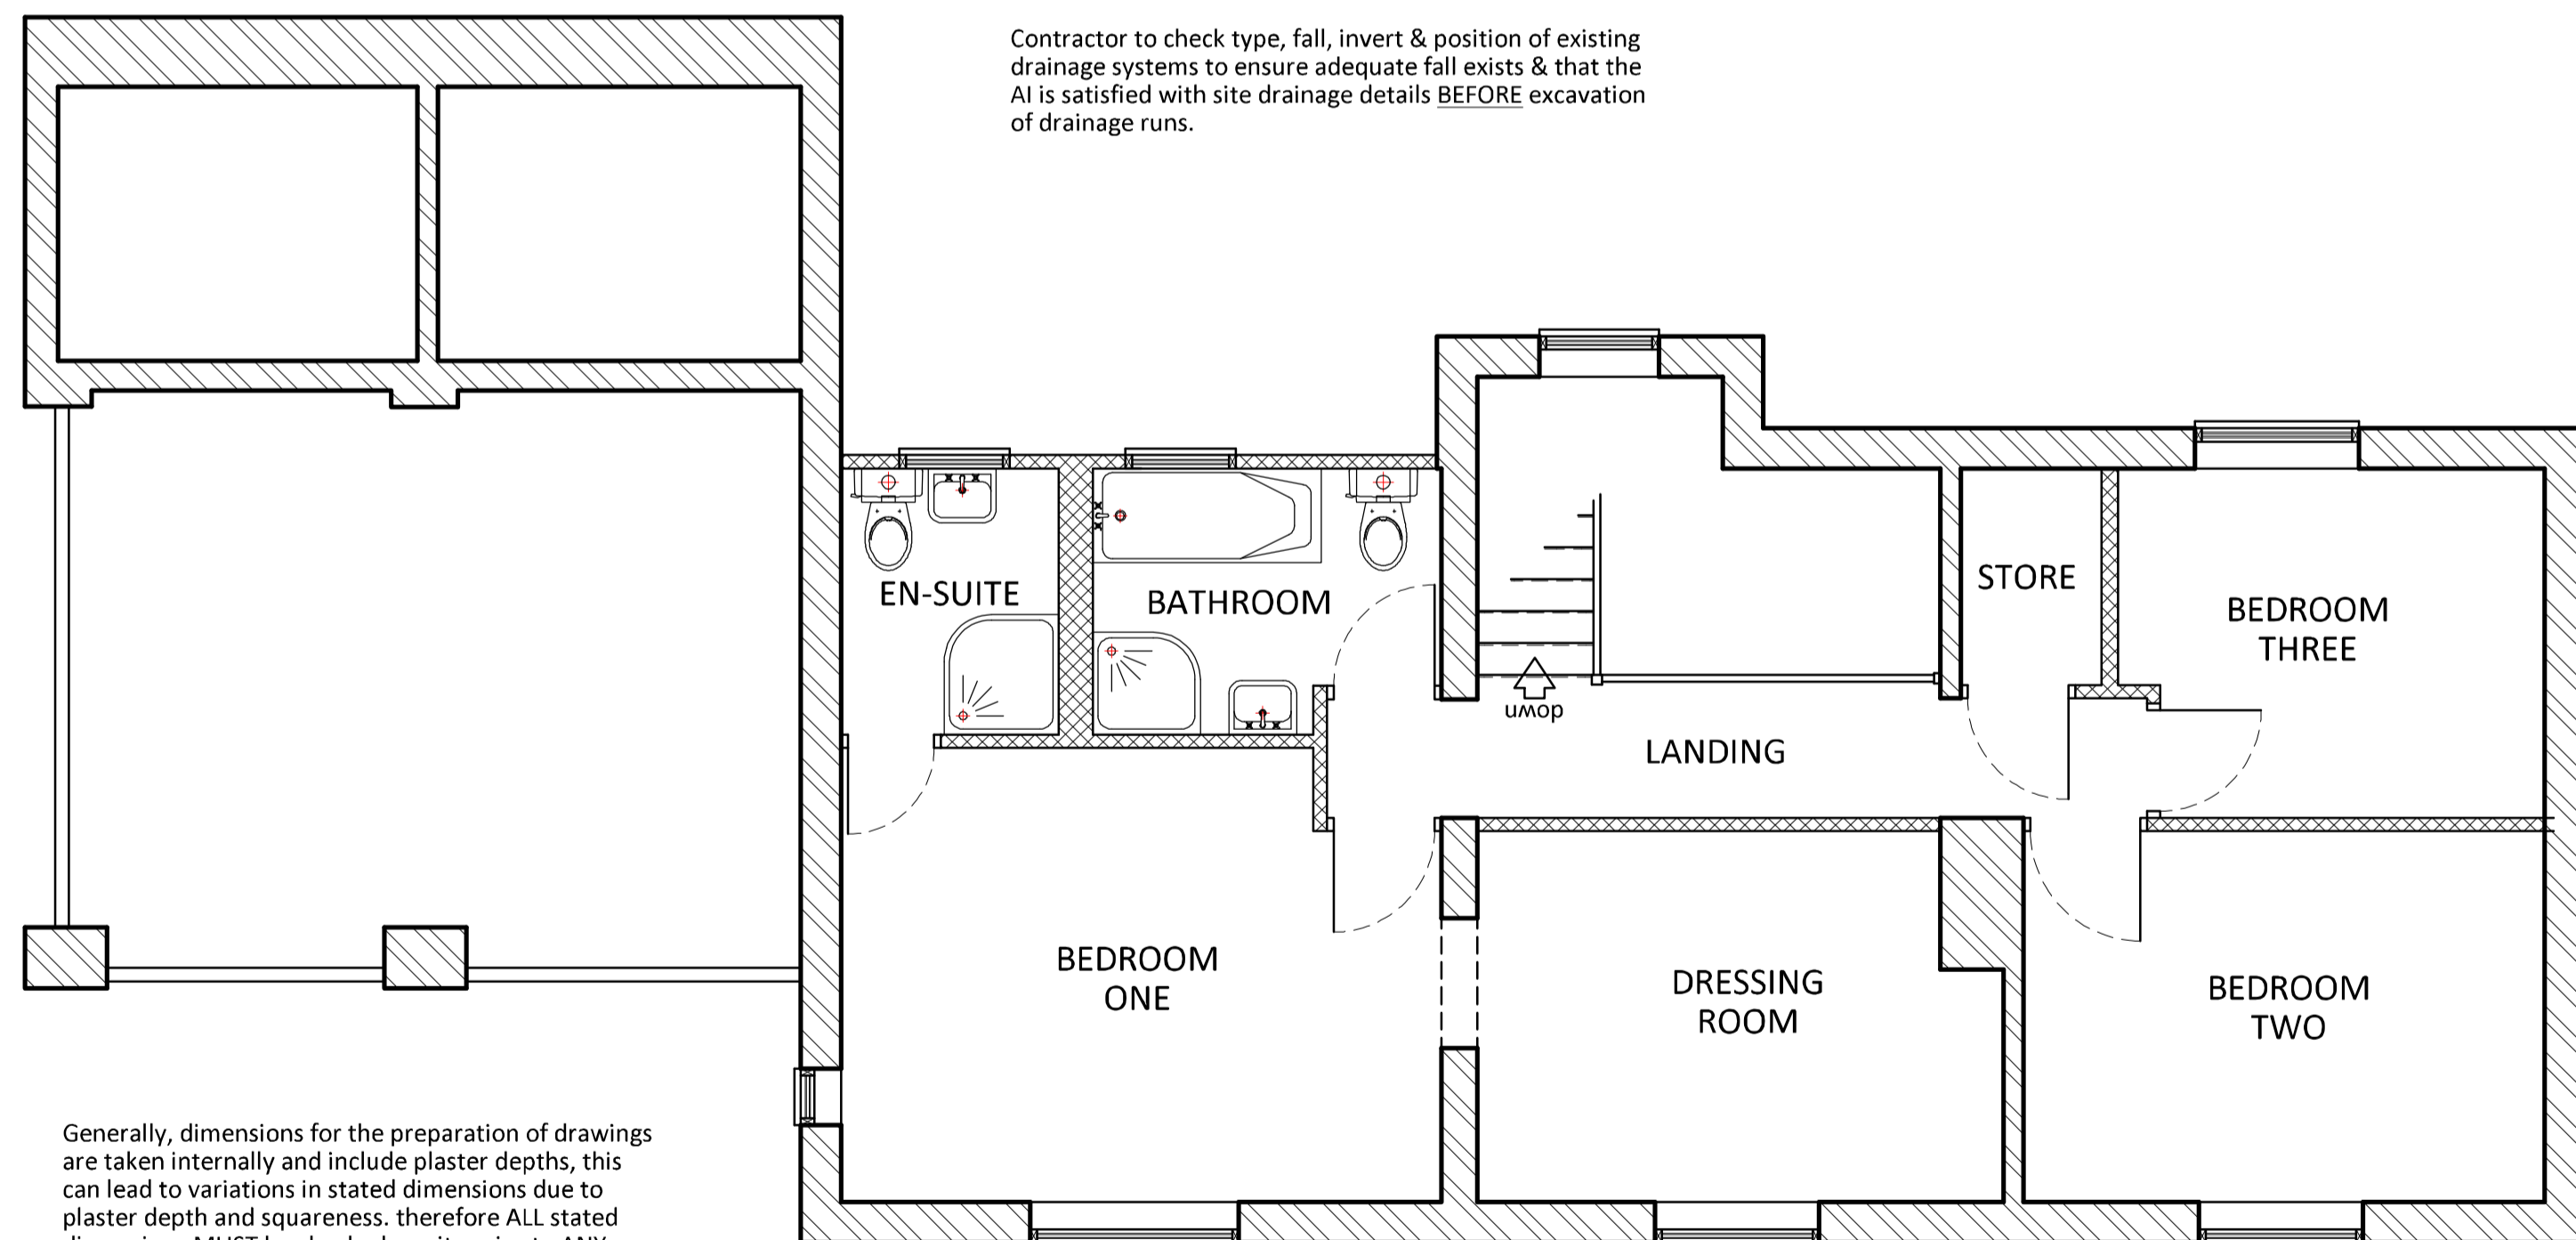 Contractor to check type, fall, invert & position of existing
drainage systems to ensure adequate fall exists & that the
AI is satisfied with site drainage details BEFORE excavation
of drainage runs.
EN-SUITE
BATHROOM
STORE
BEDROOM
THREE
down
LANDING
BEDROOM
ONE
DRESSING
ROOM
BEDROOM
TWO
Generally, dimensions for the preparation of drawings
are taken internally and include plaster depths, this
can lead to variations in stated dimensions due to
plaster depth and squareness. therefore ALL stated